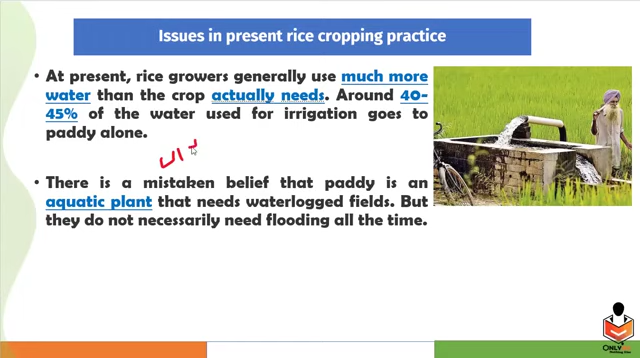 Issues in present rice cropping practice
• At present, rice growers generally use much more
water than the crop actually needs. Around 40-
45% of the water used for irrigation goes to
paddy alone.
• There is a mistaken belief that paddy is an
aquatic plant that needs waterlogged fields. But
they do not necessarily need flooding all the time.